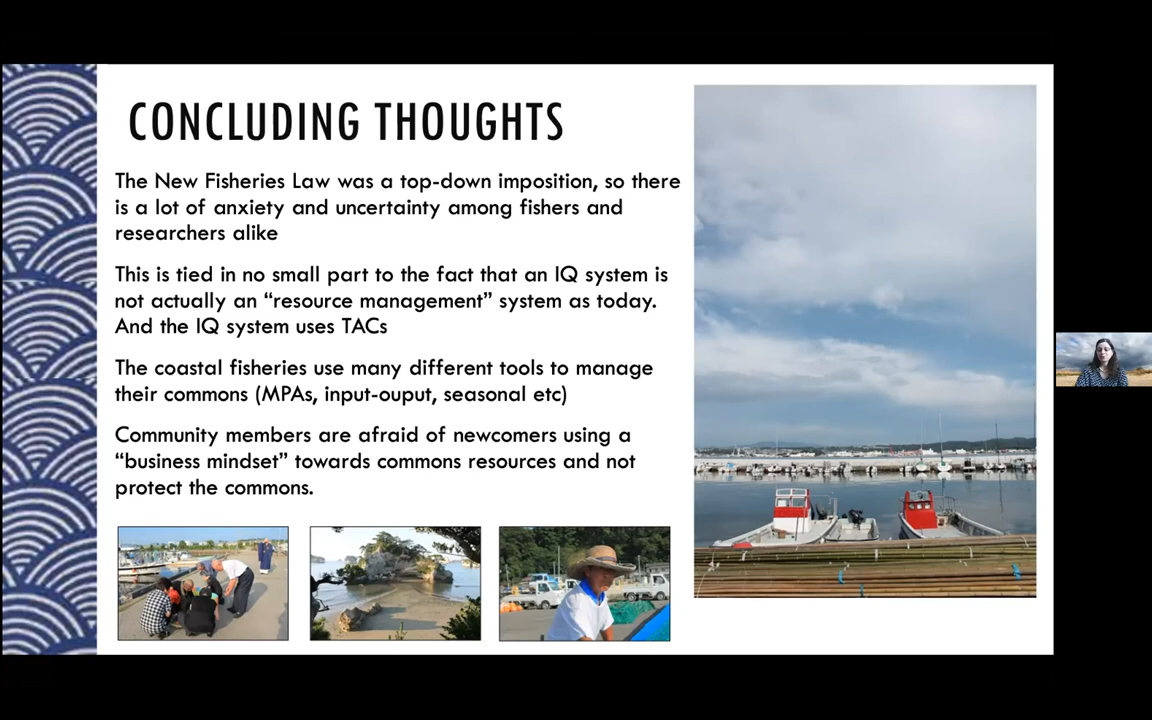 CONCLUDING THOUGHTS
The New Fisheries Law was a top-down imposition, so there
is a lot of anxiety and uncertainty among fishers and
researchers alike
This is tied in no small part to the fact that an IQ system is
not actually an “resource management” system as today.
And the IQ system uses TACs
The coastal fisheries use many different tools to manage
their commons (MPAs, input-ouput, seasonal etc)
Community members are afraid of newcomers using a
“business mindset” towards commons resources and not
protect the commons.